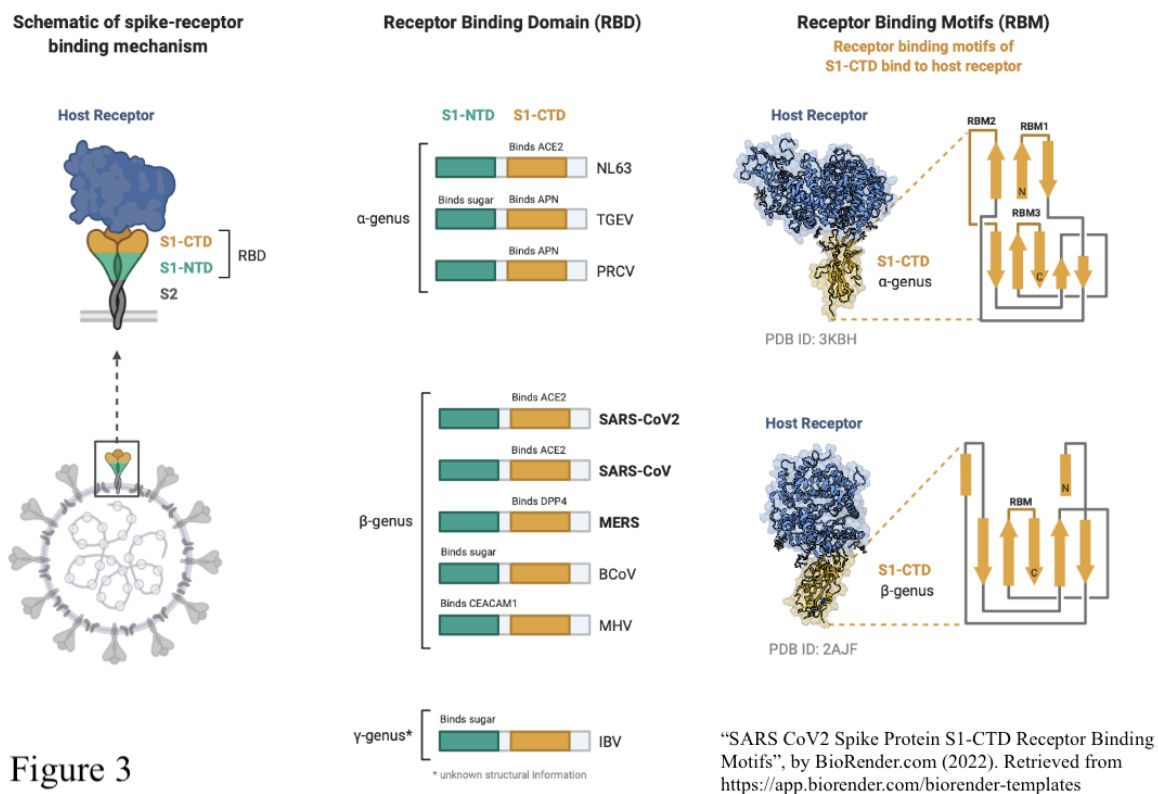 Schematic of spike-receptor
binding mechanism
Host Receptor
S1-CTD
S1-NTD
RBD
S2
Receptor Binding Domain (RBD)
S1-NTD S1-CTD
α-genus
Binds ACE2
NL63
Binds sugar Binds APN
TGEV
Binds APN
PRCV
β-genus
Binds ACE2
SARS-CoV2
Binds ACE2
SARS-CoV
Binds DPP4
MERS
Binds sugar
BCoV
Binds CEACAM1
MHV
γ-genus*
Binds sugar
IBV
* unknown structural information
Receptor Binding Motifs (RBM)
Receptor binding motifs of
S1-CTD bind to host receptor
Host Receptor
S1-CTD
α-genus
PDB ID: 3KBH
RBM2 RBM1
N
RBM3
C
Host Receptor
S1-CTD
β-genus
PDB ID: 2AJF
N
RBM
C
Figure 3
“SARS CoV2 Spike Protein S1-CTD Receptor Binding
Motifs”, by BioRender.com (2022). Retrieved from
https://app.biorender.com/biorender-templates